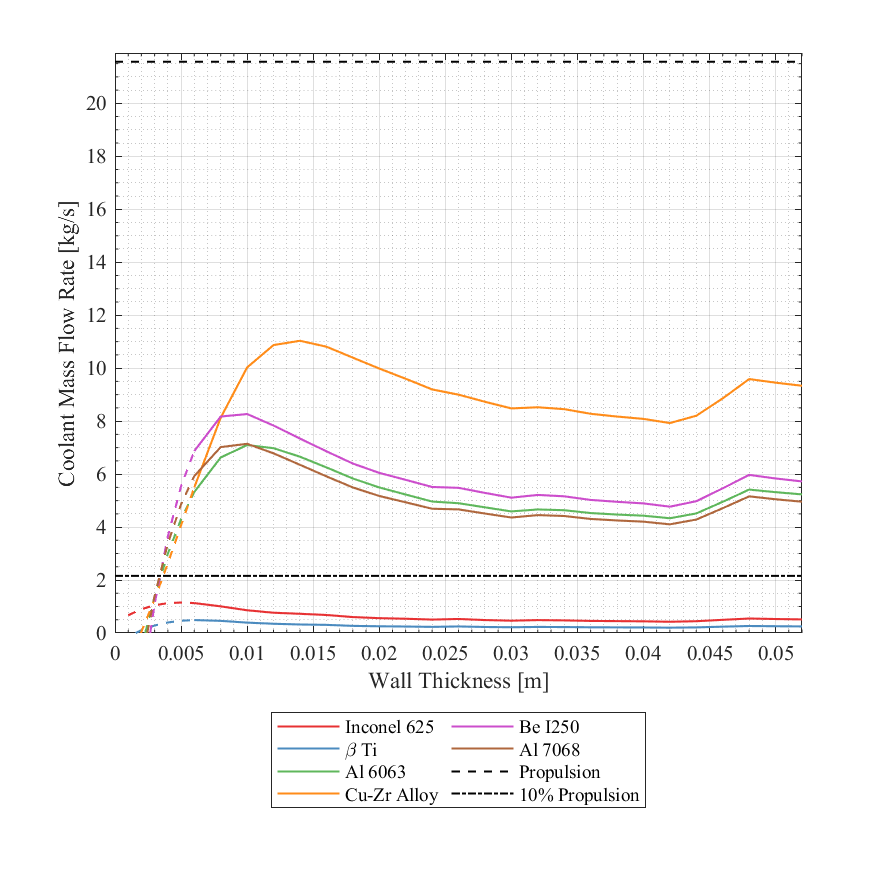 Coolant Mass Flow Rate [kg/s]
20
18
16
14
12
10
8
6
4
2
0
0 0.005 0.01 0.015 0.02 0.025 0.03 0.035 0.04 0.045 0.05
Wall Thickness [m]
Inconel 625
β Ti
Al 6063
Cu-Zr Alloy
Be I250
Al 7068
Propulsion
10% Propulsion